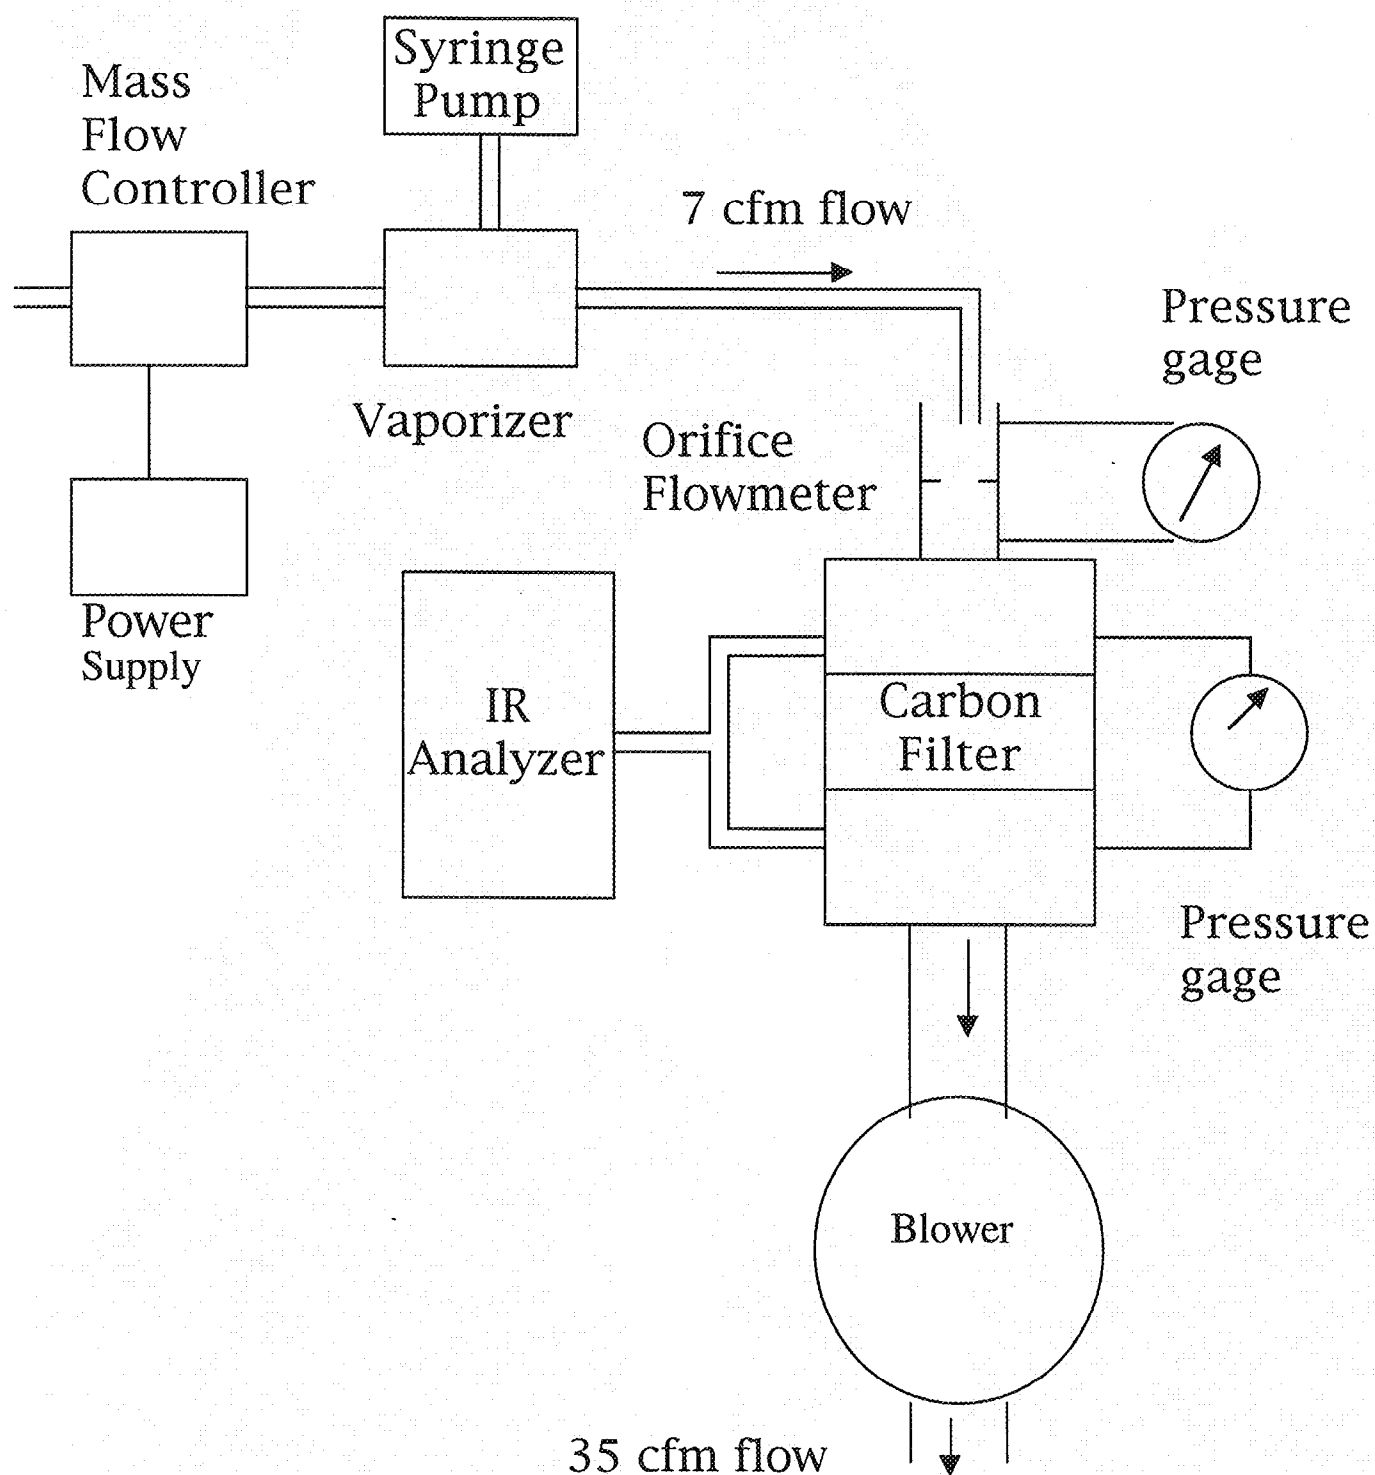 Syringe
Pump
Mass
Flow
Controller
7 cfm flow
Pressure
gage
Vaporizer
Orifice
Flowmeter
Power
Supply
IR
Analyzer
Carbon
Filter
Pressure
gage
Blower
35 cfm flow